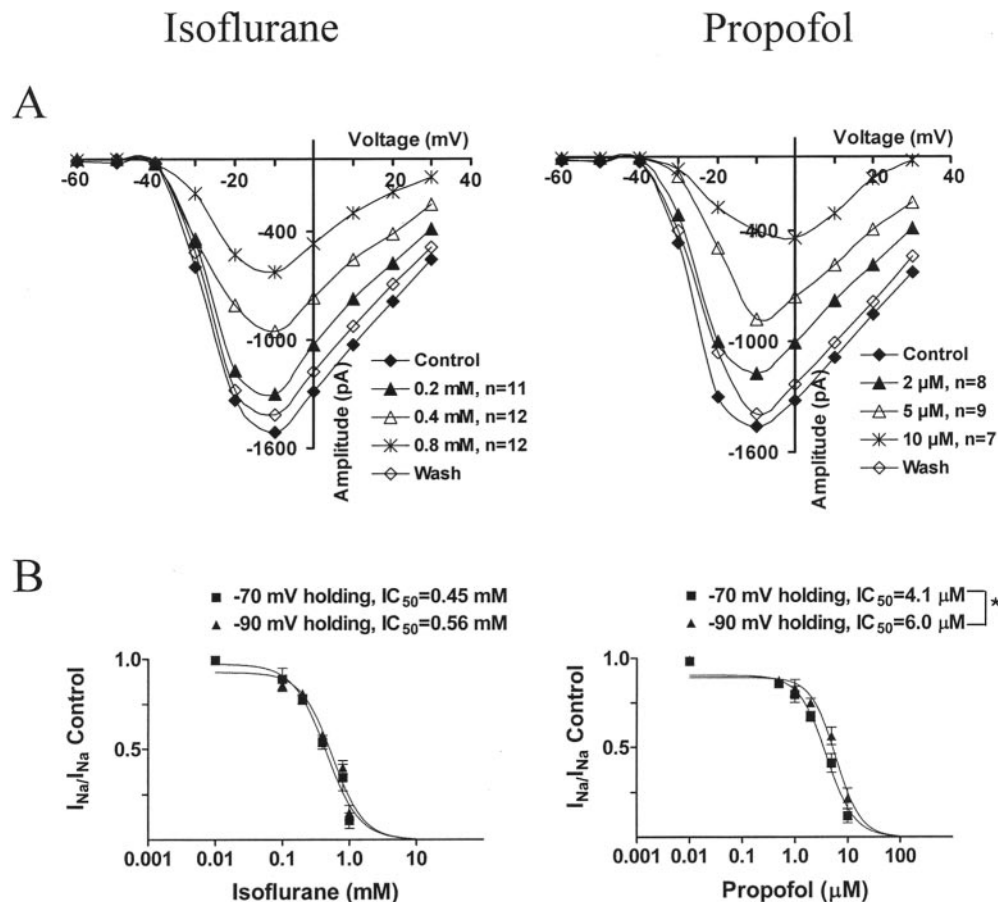 Isoflurane
Propofol
A
Voltage (mV)
-60 -40 -20 20 40
-400
-1000
-1600
Amplitude (pA)
Control
0.2 mM, n=11
0.4 mM, n=12
0.8 mM, n=12
Wash
Voltage (mV)
-60 -40 -20 0 20 40
-400
-1000
-1600
Amplitude (pA)
Control
2 µM, n=8
5 µM, n=9
10 µM, n=7
Wash
B
-70 mV holding, IC50=0.45 mM
-90 mV holding, IC50=0.56 mM
1.0
0.5
INa/INa Control
0.001 0.01 0.1 1.0 10
Isoflurane (mM)
-70 mV holding, IC50=4.1 µM
-90 mV holding, IC50=6.0 µM
*
1.0
0.5
INa/INa Control
0.001 0.01 0.1 1.0 10 100
Propofol (µM)